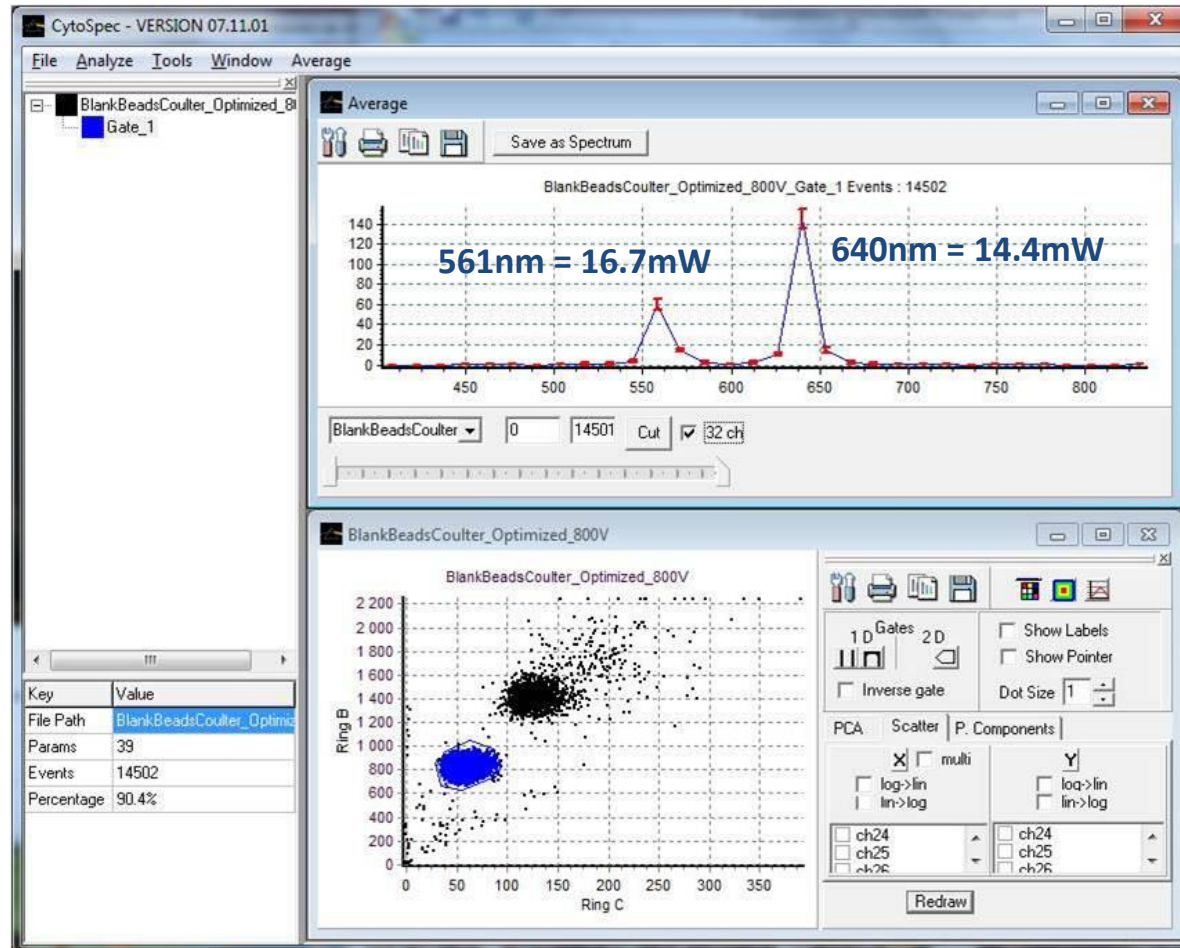 CytoSpec - VERSION 07.11.01
File Analyze Tools Window Average
BlankBeadsCoulter_Optimized_8
Gate_1
Average
Save as Spectrum
BlankBeadsCoulter_Optimized_800V_Gate_1 Events : 14502
140
120
100
80
60
40
20
0
561nm = 16.7mW
640nm = 14.4mW
450 500 550 600 650 700 750 800
BlankBeadsCoulter 0 14501 Cut 32 ch
BlankBeadsCoulter_Optimized_800V
BlankBeadsCoulter_Optimized_800V
2 200
2 000
1 800
1 600
1 400
1 200
1 000
800
600
400
200
0
Ring B
0 50 100 150 200 250 300 350
Ring C
Gates
1 D 2 D
Inverse gate
Show Labels
Show Pointer
Dot Size 1
PCA Scatter P. Components
X multi Y
log->lin log->lin
lin->log lin->log
ch24 ch24
ch25 ch25
ch26 ch26
Redraw
Key Value
File Path BlankBeadsCoulter_Optimiz
Params 39
Events 14502
Percentage 90.4%